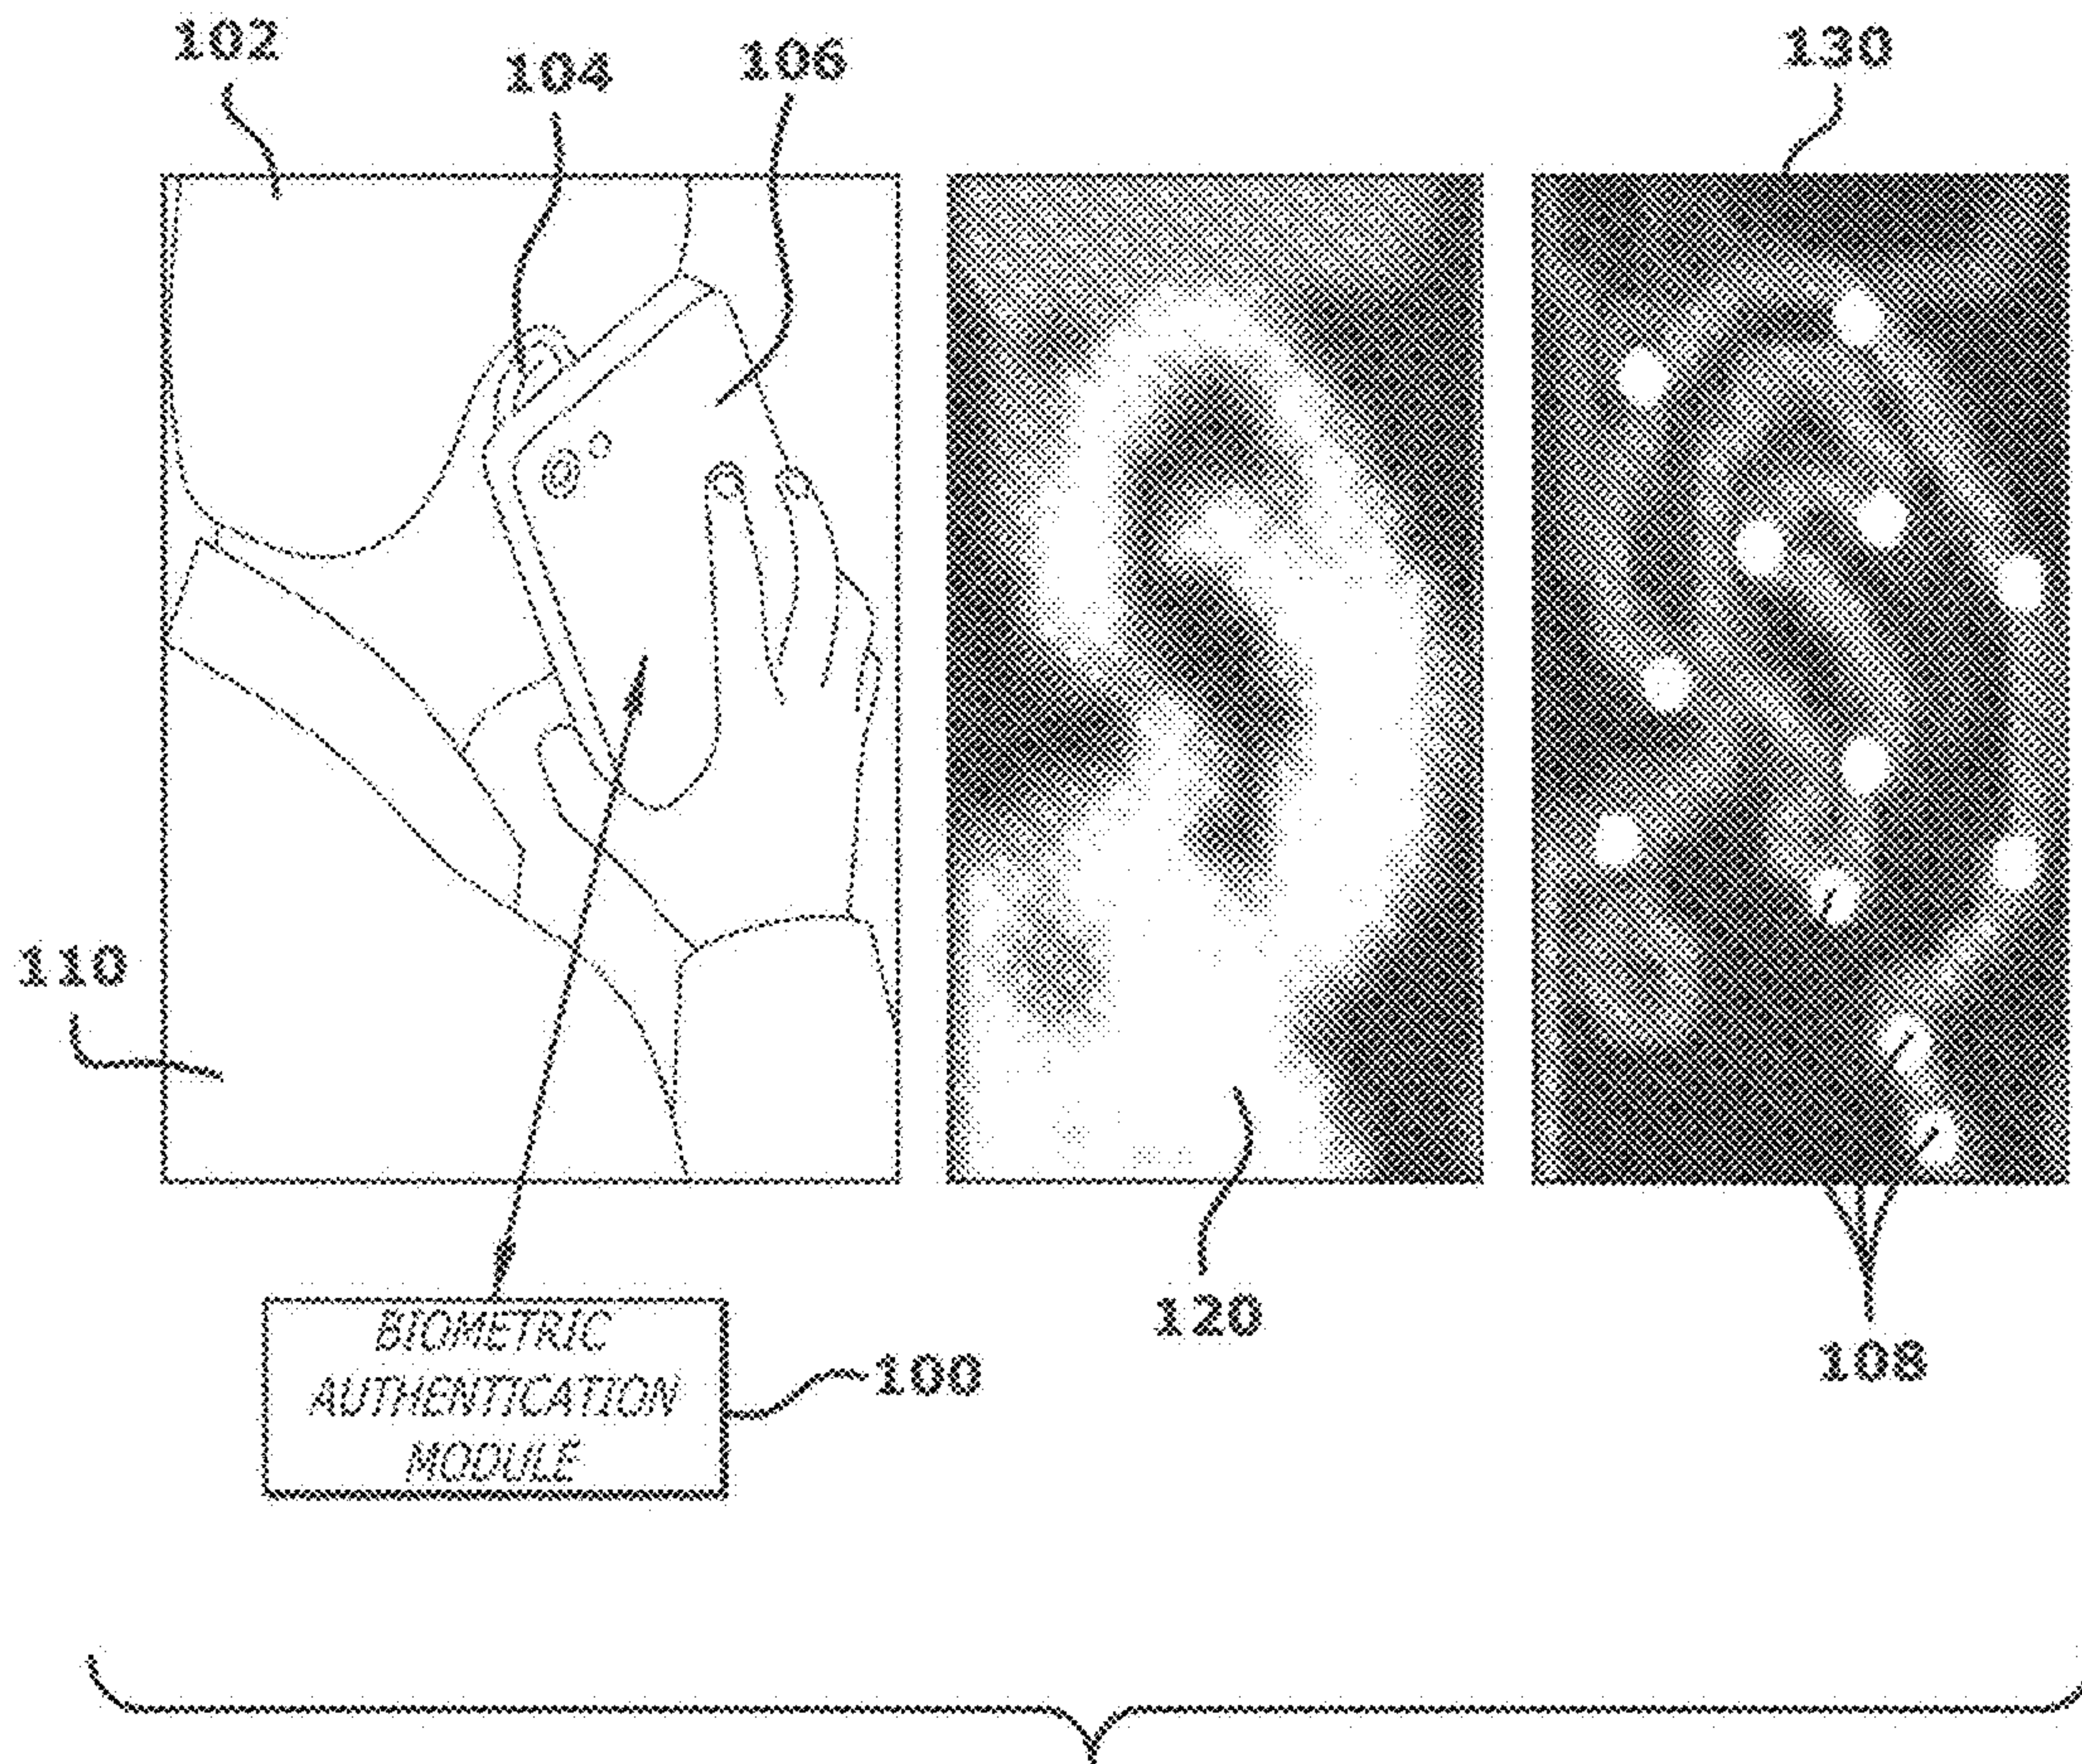 102
104
106
130
110
120
108
BIOMETRIC
AUTHENTICATION
MODULE
100